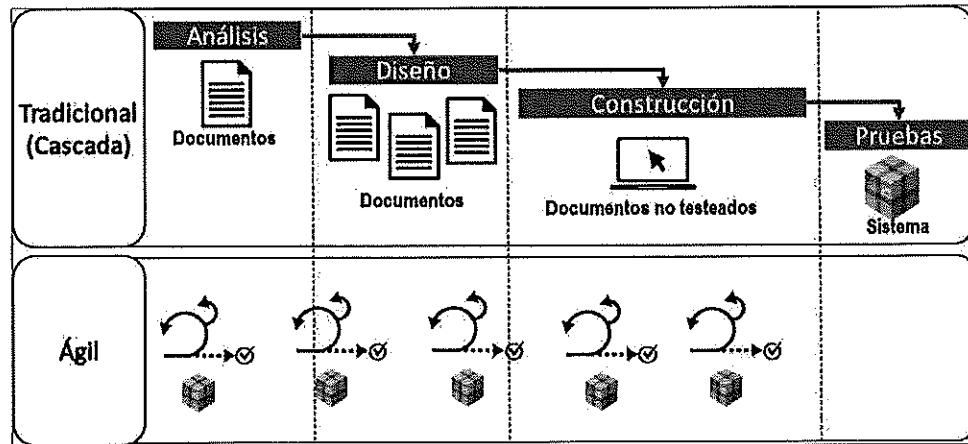 Tradicional
(Cascada)
Análisis
Documentos
Diseño
Documentos
Construcción
Documentos no testeados
Pruebas
Sistema
Ágil